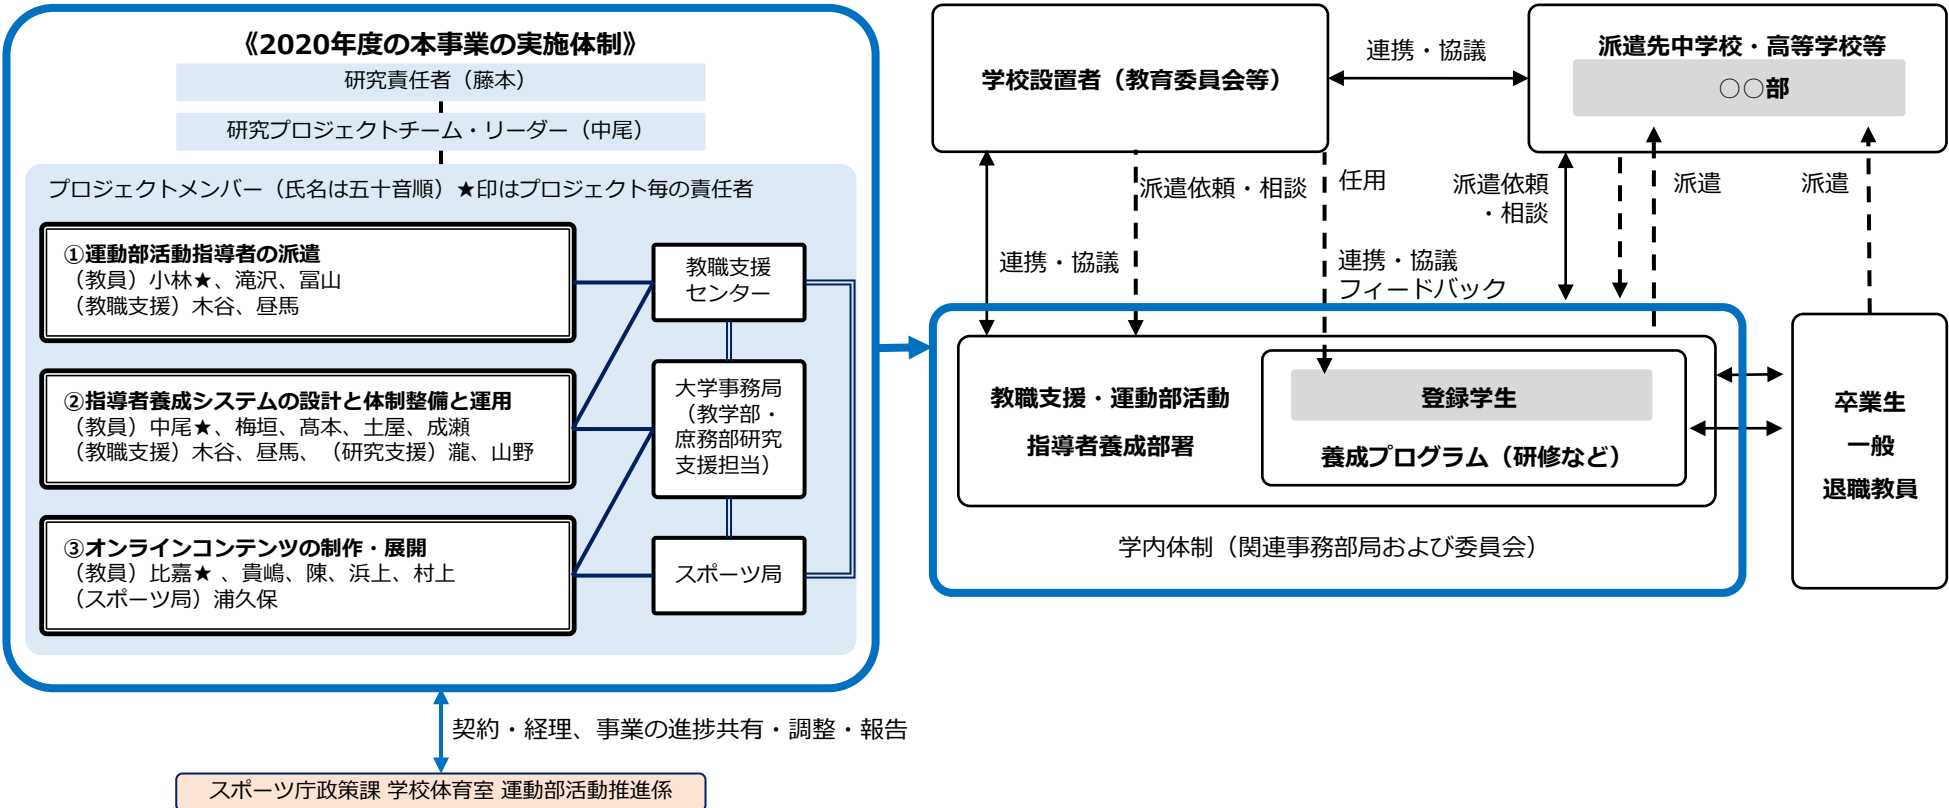 《2020年度の本事業の実施体制》
研究責任者（藤本）
研究プロジェクトチーム・リーダー（中尾）
プロジェクトメンバー（氏名は五十音順）★印はプロジェクト毎の責任者
①運動部活動指導者の派遣
（教員）小林★、滝沢、冨山
（教職支援）木谷、昼馬
②指導者養成システムの設計と体制整備と運用
（教員）中尾★、梅垣、髙本、土屋、成瀬
（教職支援）木谷、昼馬、（研究支援）瀧、山野
③オンラインコンテンツの制作・展開
（教員）比嘉★ 、貴嶋、陳、浜上、村上
（スポーツ局）浦久保
教職支援
センター
大学事務局
（教学部・
庶務部研究
支援担当）
スポーツ局
契約・経理、事業の進捗共有・調整・報告
スポーツ庁政策課 学校体育室 運動部活動推進係
学校設置者（教育委員会等）
連携・協議
派遣先中学校・高等学校等
○○部
派遣依頼・相談
任用
派遣依頼
・相談
派遣
派遣
連携・協議
連携・協議
フィードバック
教職支援・運動部活動
指導者養成部署
登録学生
養成プログラム（研修など）
学内体制（関連事務部局および委員会）
卒業生
一般
退職教員